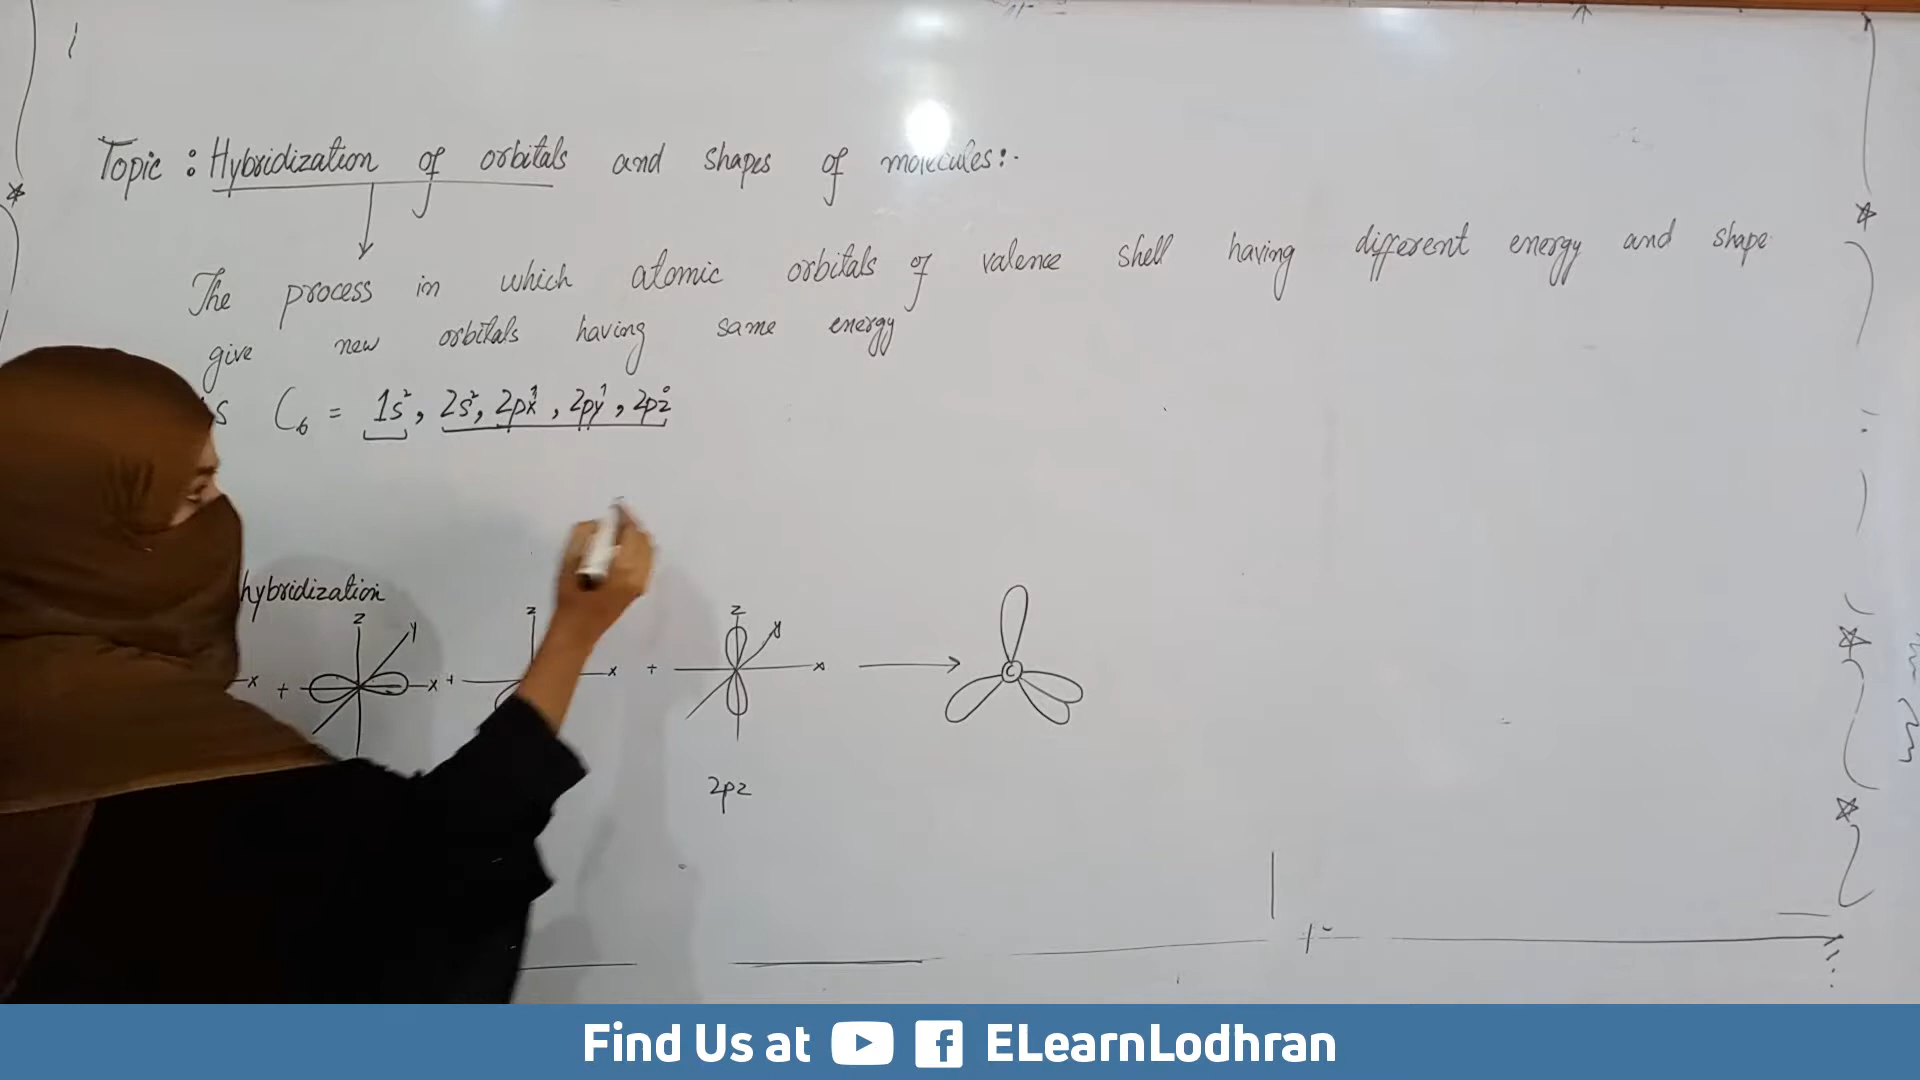 Topic : Hybridization of orbitals and shapes of molecules:-
The process in which atomic orbitals of valence shell having different energy and shape
give new orbitals having same energy
C₆ = 1s², 2s², 2px¹, 2py¹, 2pz⁰
hybridization
z y z z y
x + x + x + x
C
2pz
Find Us at ELearnLodhran